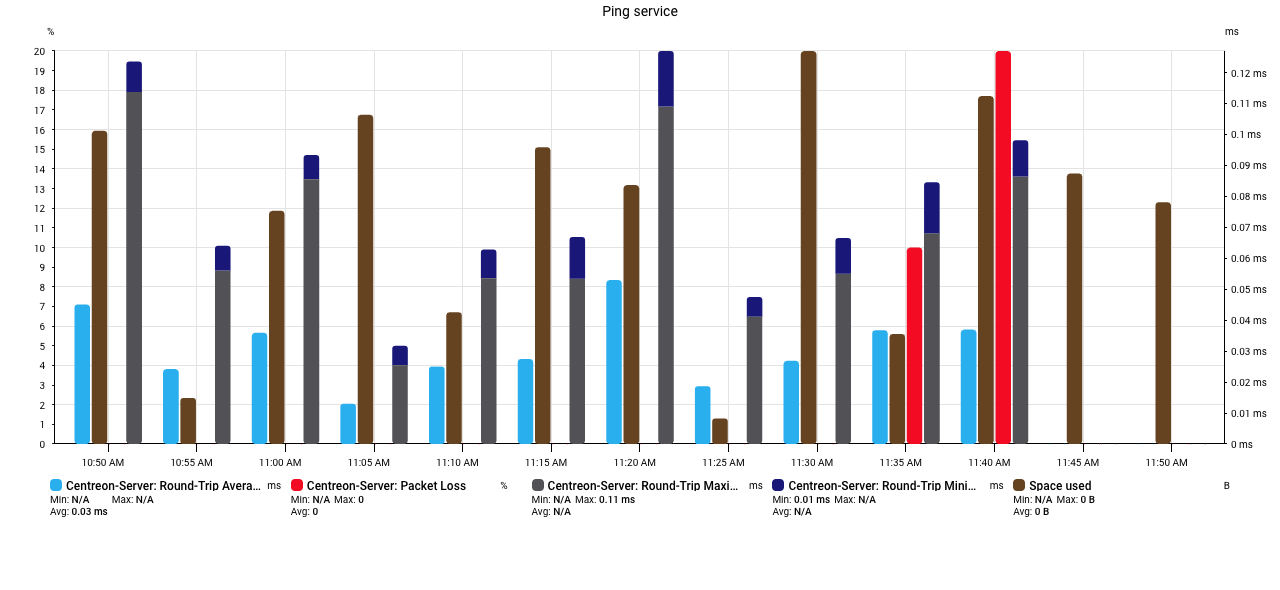 Ping service
% ms
20
19
18
17
16
15
14
13
12
11
10
9
8
7
6
5
4
3
2
1
0
0.12 ms
0.11 ms
0.1 ms
0.09 ms
0.08 ms
0.07 ms
0.06 ms
0.05 ms
0.04 ms
0.03 ms
0.02 ms
0.01 ms
0 ms
10:50 AM 10:55 AM 11:00 AM 11:05 AM 11:10 AM 11:15 AM 11:20 AM 11:25 AM 11:30 AM 11:35 AM 11:40 AM 11:45 AM 11:50 AM
Centreon-Server: Round-Trip Avera... ms
Min: N/A Max: N/A
Avg: 0.03 ms
Centreon-Server: Packet Loss %
Min: N/A Max: 0
Avg: 0
Centreon-Server: Round-Trip Maxi... ms
Min: N/A Max: 0.11 ms
Avg: N/A
Centreon-Server: Round-Trip Mini... ms
Min: 0.01 ms Max: N/A
Avg: N/A
Space used B
Min: N/A Max: 0 B
Avg: 0 B